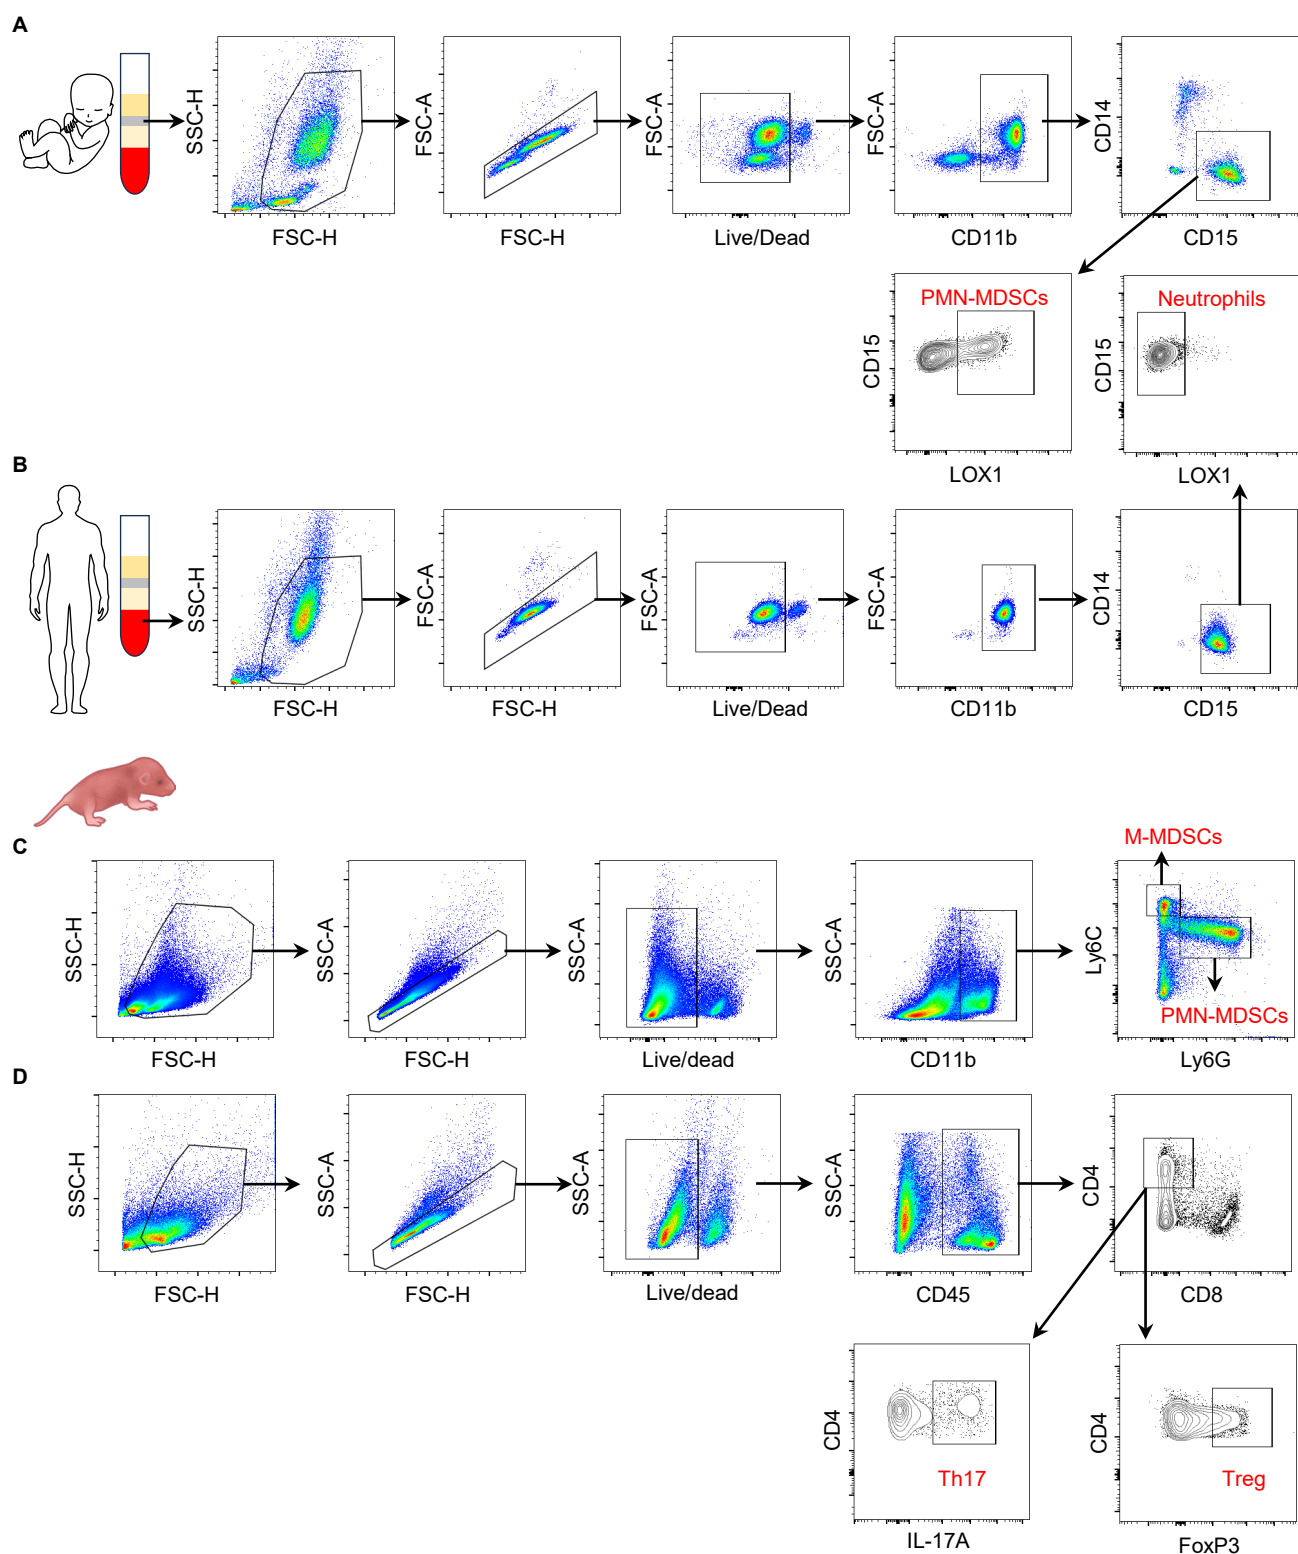 A
SSC-H
FSC-H
FSC-A
FSC-H
FSC-A
Live/Dead
FSC-A
CD11b
CD14
CD15
PMN-MDSCs
CD15
LOX1
Neutrophils
CD15
LOX1
B
SSC-H
FSC-H
FSC-A
FSC-H
FSC-A
Live/Dead
FSC-A
CD11b
CD14
CD15
C
SSC-H
FSC-H
SSC-A
FSC-H
SSC-A
Live/dead
SSC-A
CD11b
M-MDSCs
Ly6C
PMN-MDSCs
Ly6G
D
SSC-H
FSC-H
SSC-A
FSC-H
SSC-A
Live/dead
SSC-A
CD45
CD4
CD8
CD4
Th17
IL-17A
CD4
Treg
FoxP3